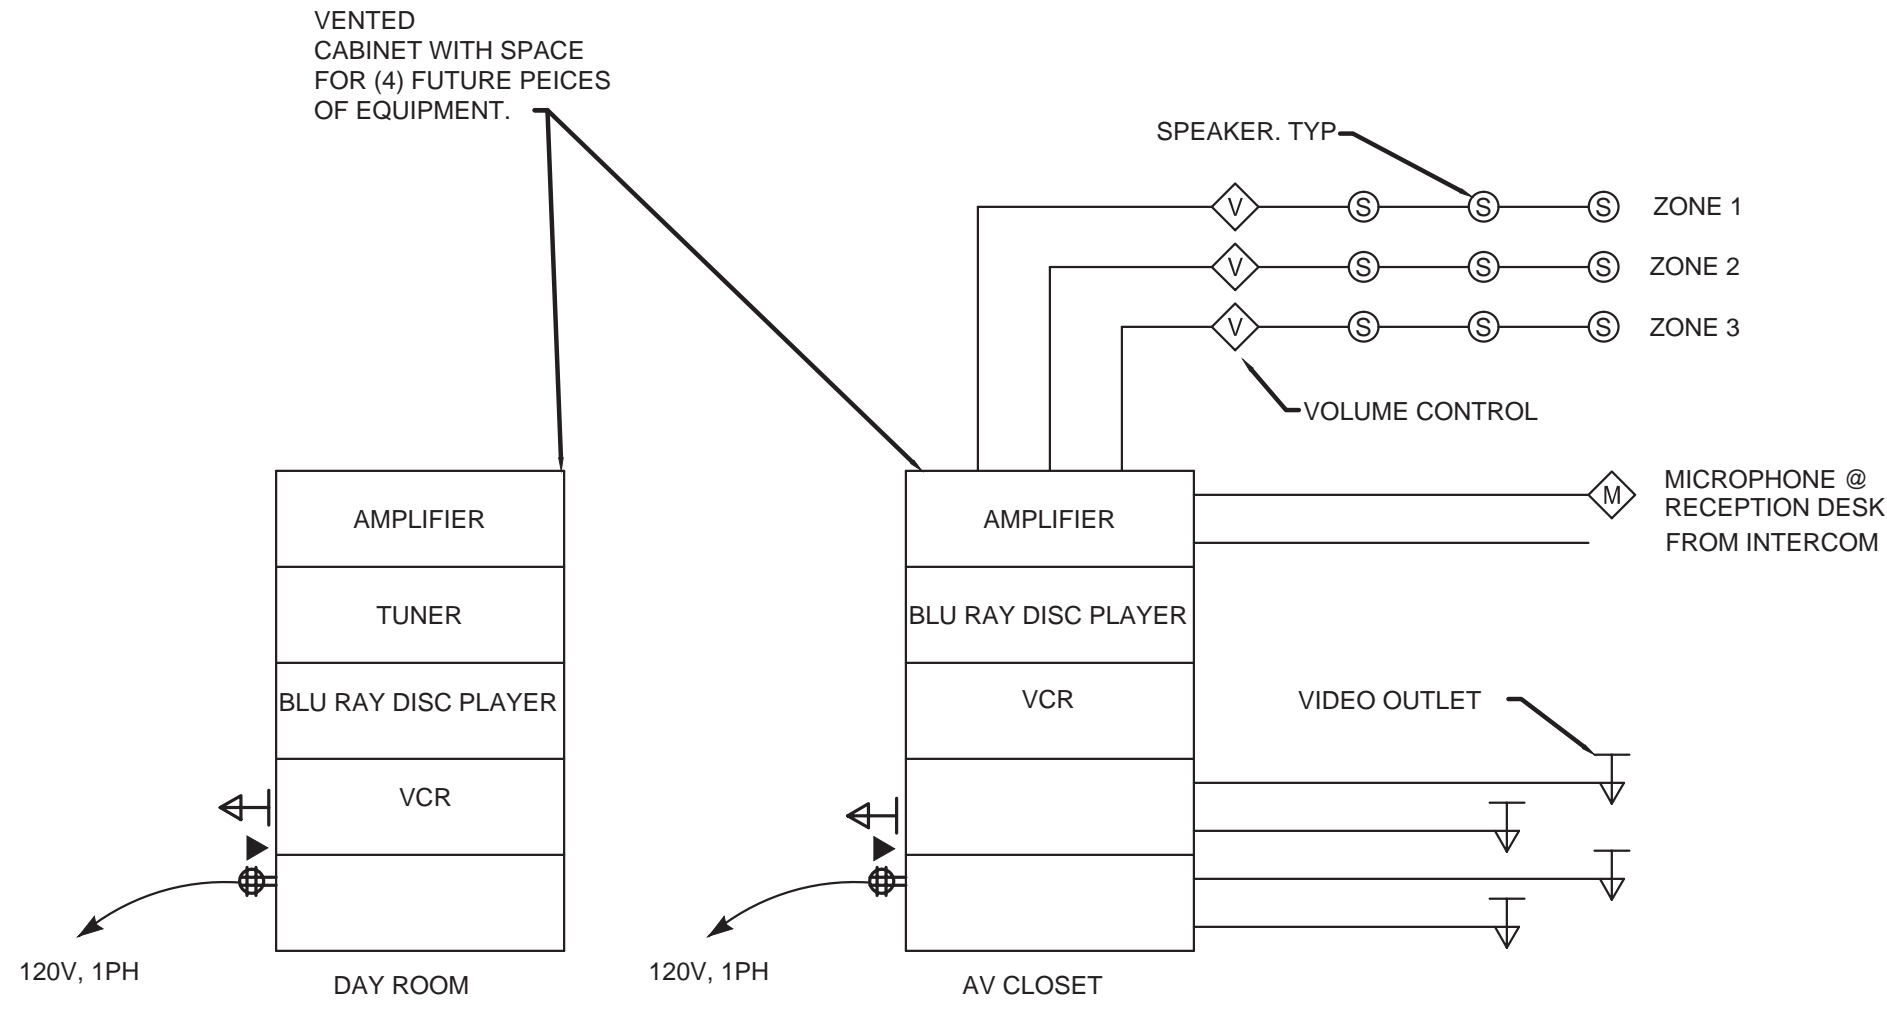 VENTED
CABINET WITH SPACE
FOR (4) FUTURE PEICES
OF EQUIPMENT.
SPEAKER. TYP
V S S S ZONE 1
V S S S ZONE 2
V S S S ZONE 3
VOLUME CONTROL
AMPLIFIER
TUNER
BLU RAY DISC PLAYER
VCR
120V, 1PH
DAY ROOM
AMPLIFIER
BLU RAY DISC PLAYER
VCR
120V, 1PH
AV CLOSET
M
MICROPHONE @
RECEPTION DESK
FROM INTERCOM
VIDEO OUTLET